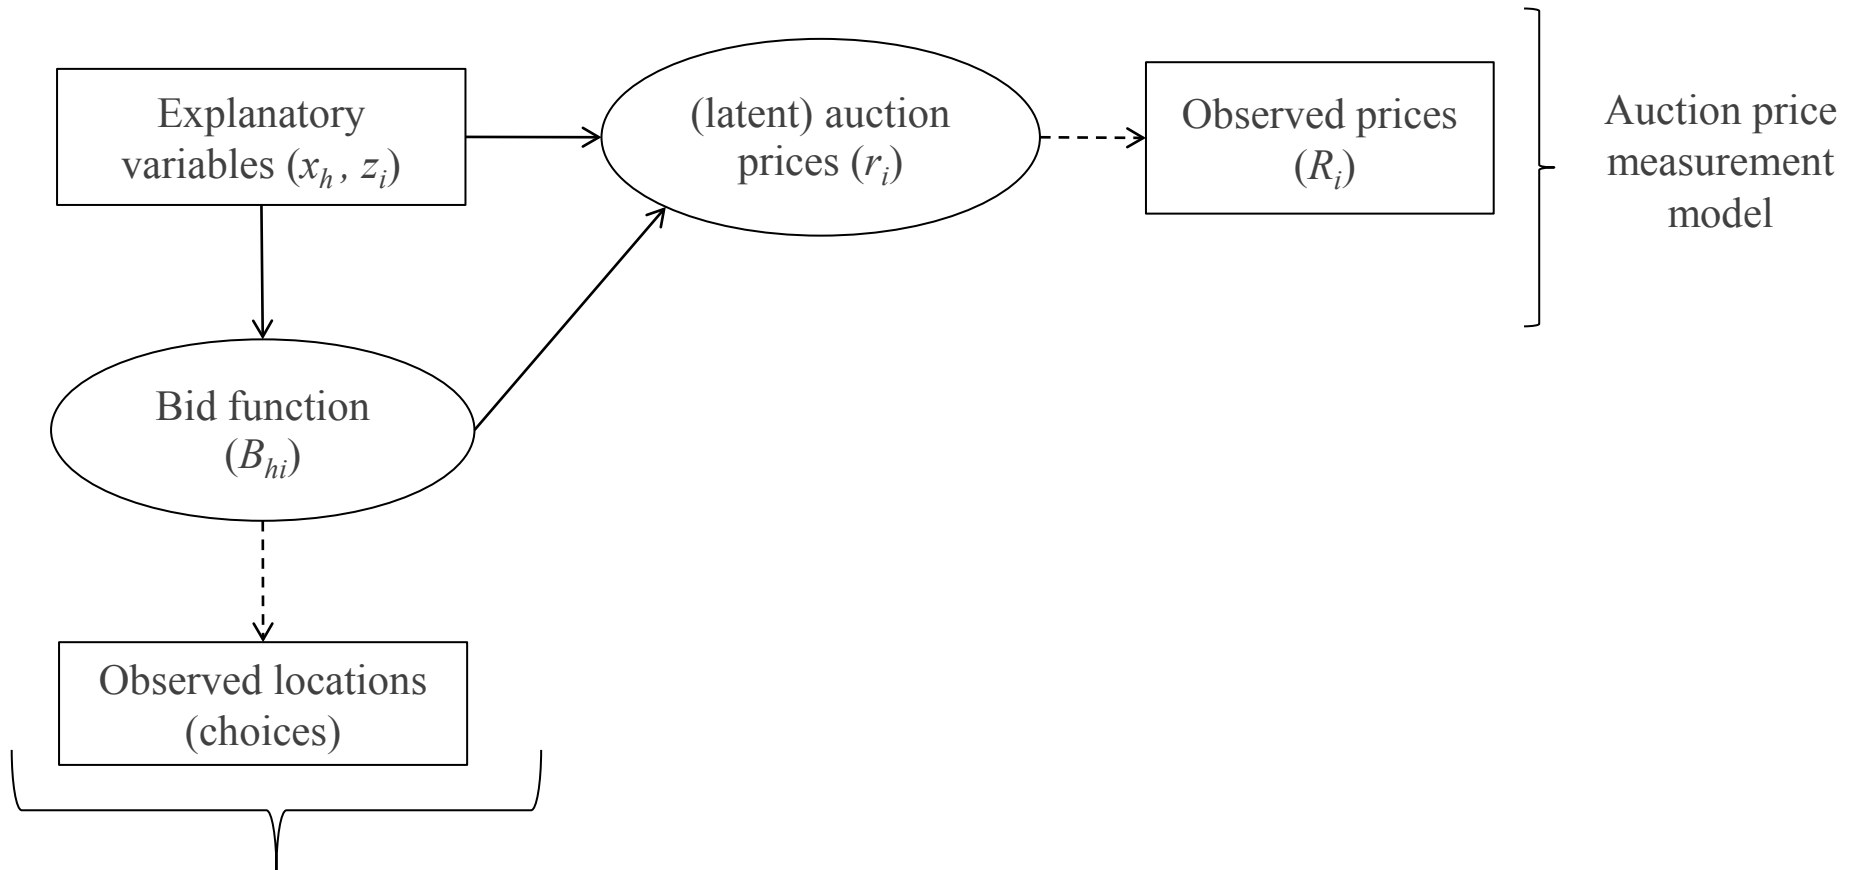 Explanatory
variables (x_h, z_i)
(latent) auction
prices (r_i)
Observed prices
(R_i)
Auction price
measurement
model
Bid function
(B_hi)
Observed locations
(choices)